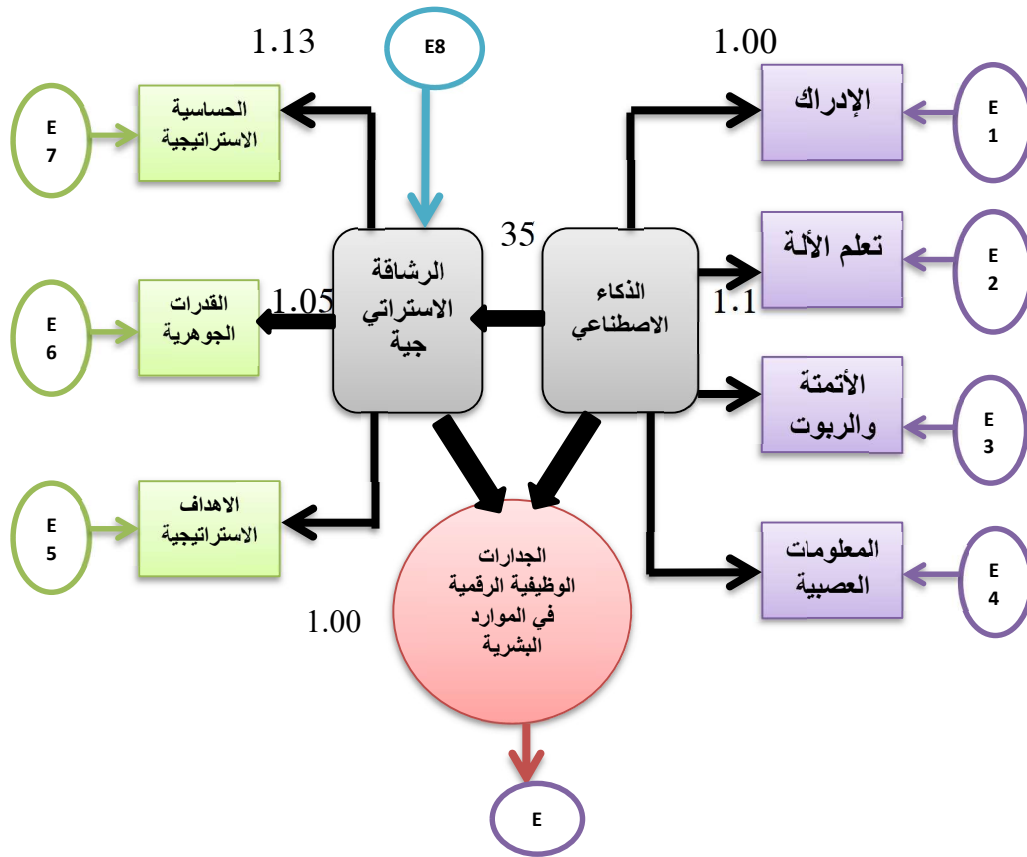 1.13
E8
1.00
E
7
الحساسية
الاستراتيجية
الإدراك
E
1
35
تعلم الألة
E
2
1.1
الرشاقة
الاستراتي
جية
الذكاء
الاصطناعي
1.05
القدرات
الجوهرية
E
6
الأتمتة
والربوت
E
3
الاهداف
الاستراتيجية
E
5
المعلومات
العصبية
E
4
الجدارات
الوظيفية الرقمية
في الموارد
البشرية
1.00
E